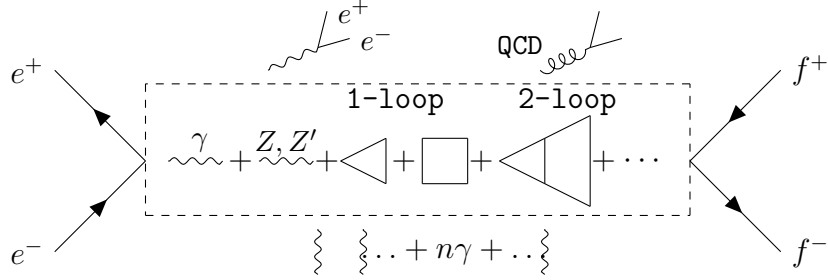 e⁺
e⁻
QCD
e⁺
f⁺
1-loop
2-loop
γ + Z, Z′ + + + + ···
e⁻
f⁻
.. + nγ + ..